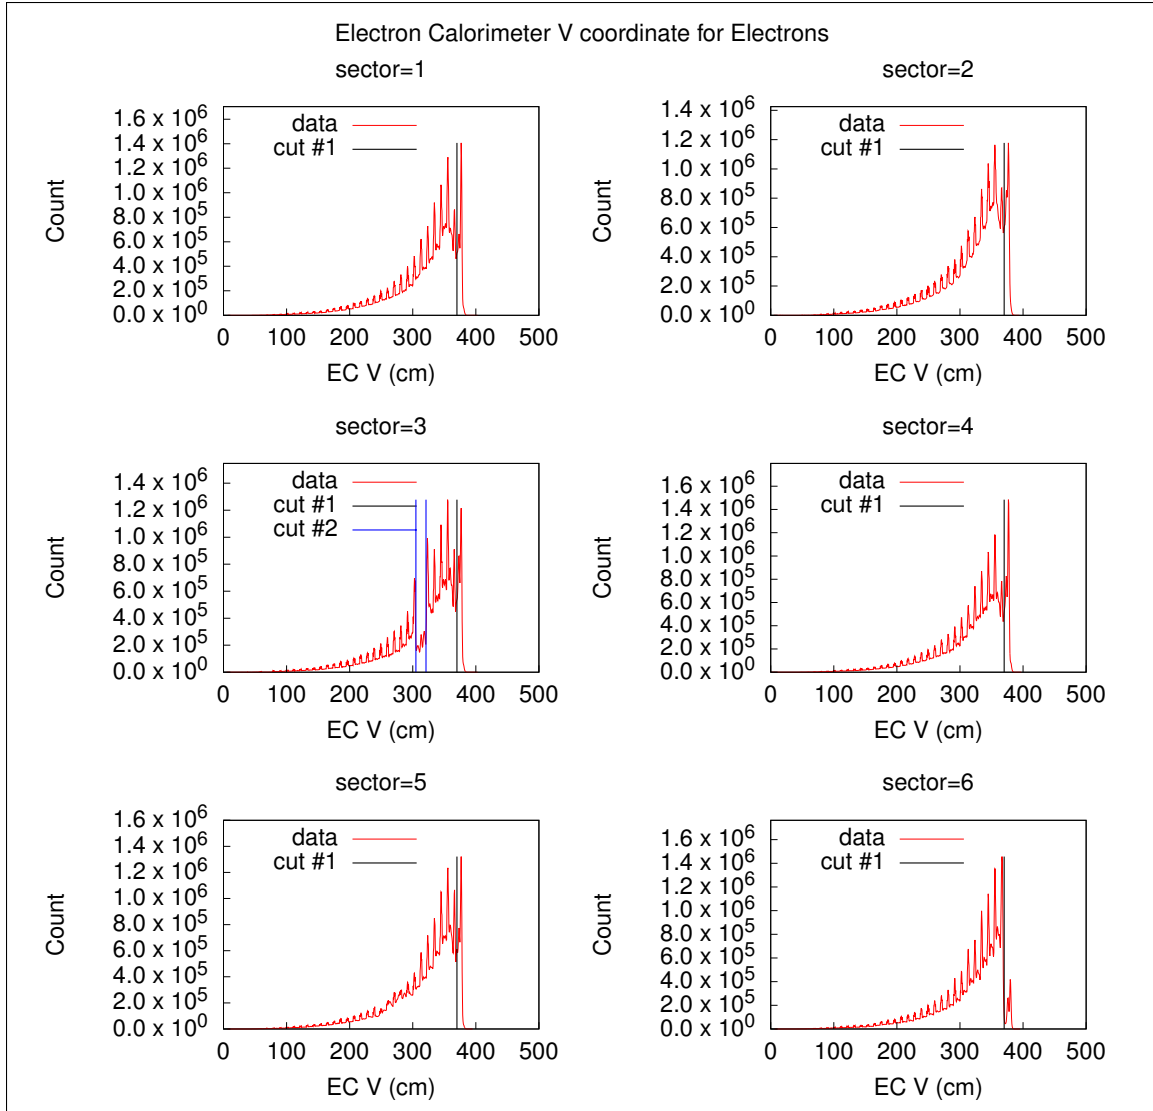 Electron Calorimeter V coordinate for Electrons
sector=1
1.6 x 10^6
1.4 x 10^6
1.2 x 10^6
1.0 x 10^6
8.0 x 10^5
6.0 x 10^5
4.0 x 10^5
2.0 x 10^5
0.0 x 10^0
Count
data
cut #1
0 100 200 300 400 500
EC V (cm)
sector=2
1.4 x 10^6
1.2 x 10^6
1.0 x 10^6
8.0 x 10^5
6.0 x 10^5
4.0 x 10^5
2.0 x 10^5
0.0 x 10^0
Count
data
cut #1
0 100 200 300 400 500
EC V (cm)
sector=3
1.4 x 10^6
1.2 x 10^6
1.0 x 10^6
8.0 x 10^5
6.0 x 10^5
4.0 x 10^5
2.0 x 10^5
0.0 x 10^0
Count
data
cut #1
cut #2
0 100 200 300 400 500
EC V (cm)
sector=4
1.6 x 10^6
1.4 x 10^6
1.2 x 10^6
1.0 x 10^6
8.0 x 10^5
6.0 x 10^5
4.0 x 10^5
2.0 x 10^5
0.0 x 10^0
Count
data
cut #1
0 100 200 300 400 500
EC V (cm)
sector=5
1.6 x 10^6
1.4 x 10^6
1.2 x 10^6
1.0 x 10^6
8.0 x 10^5
6.0 x 10^5
4.0 x 10^5
2.0 x 10^5
0.0 x 10^0
Count
data
cut #1
0 100 200 300 400 500
EC V (cm)
sector=6
1.6 x 10^6
1.4 x 10^6
1.2 x 10^6
1.0 x 10^6
8.0 x 10^5
6.0 x 10^5
4.0 x 10^5
2.0 x 10^5
0.0 x 10^0
Count
data
cut #1
0 100 200 300 400 500
EC V (cm)